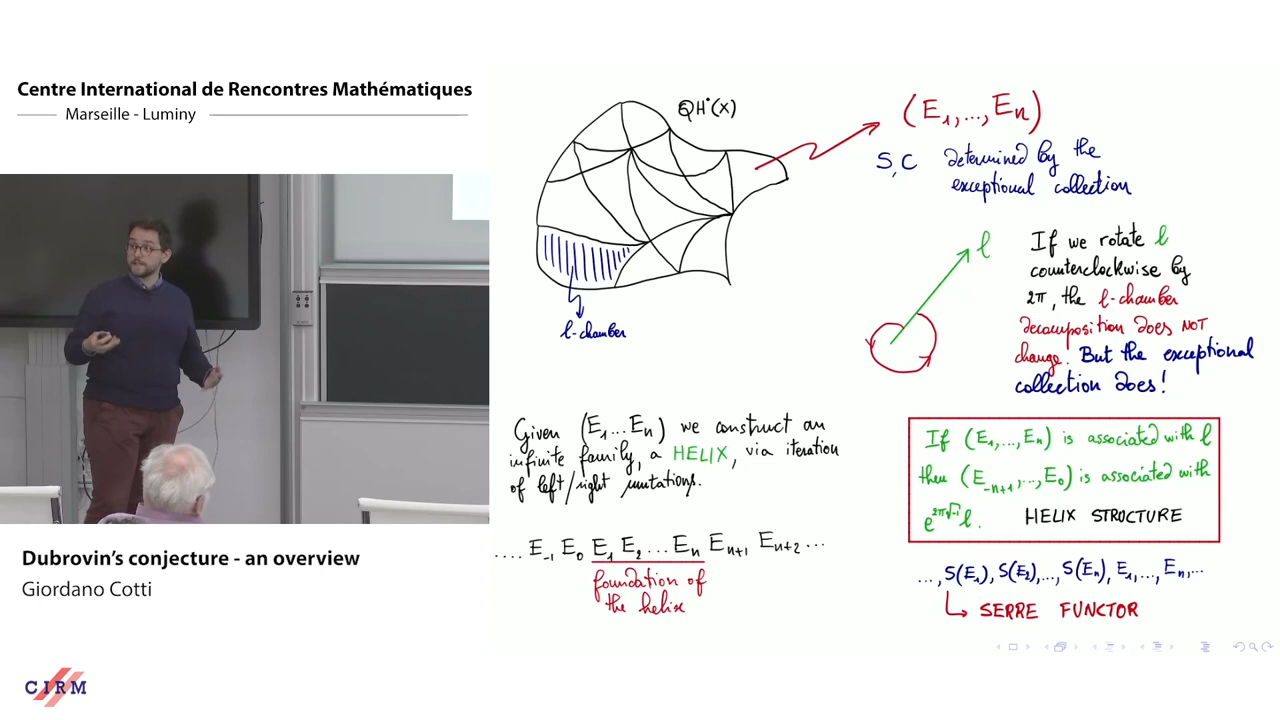 Centre International de Rencontres Mathématiques
Marseille - Luminy
Dubrovin's conjecture - an overview
Giordano Cotti
CIRM
QH•(X)
(E₁,...,Eₙ)
S,C determined by the
exceptional collection
ℓ-chamber
ℓ
If we rotate ℓ
counterclockwise by
2π, the ℓ-chamber
decomposition does NOT
change. But the exceptional
collection does!
Given (E₁...Eₙ) we construct an
infinite family, a HELIX, via iteration
of left/right mutations.
.... E₋₁ E₀ E₁ E₂ ... Eₙ Eₙ₊₁ Eₙ₊₂ ...
foundation of
the helix
If (E₁,...,Eₙ) is associated with ℓ
then (E₋ₙ₊₁,...,E₀) is associated with
e^{2π√-1}ℓ. HELIX STRUCTURE
...,S(E₁),S(E₂),...,S(Eₙ),E₁,...,Eₙ,...
SERRE FUNCTOR